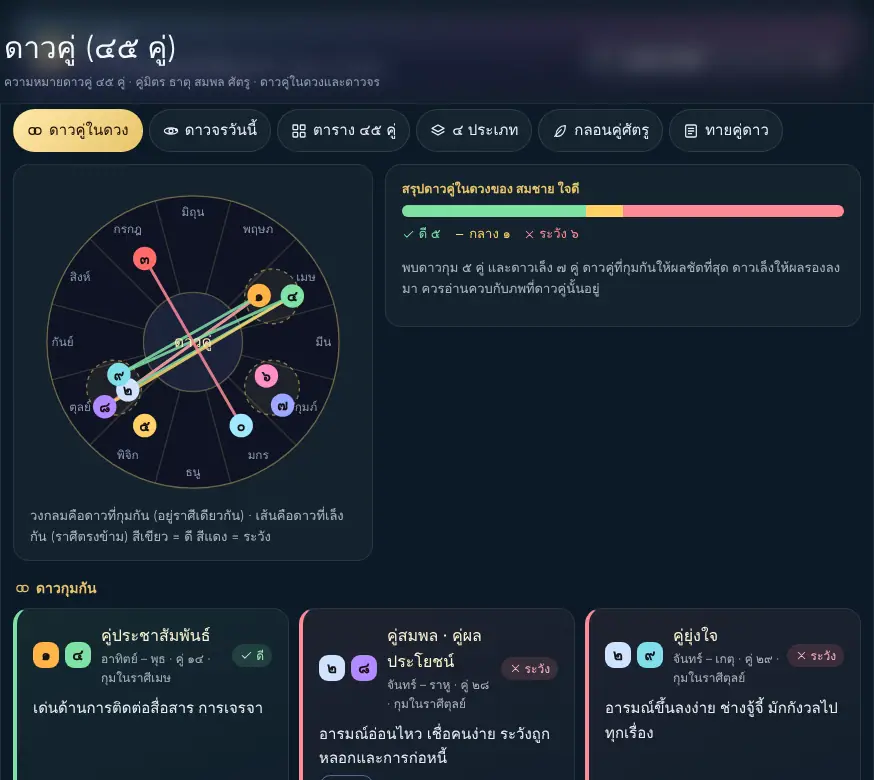 ดาวคู่ (๔๕ คู่)
ความหมายดาวคู่ ๔๕ คู่ · คู่มิตร ธาตุ สมพล ศัตรู · ดาวคู่ในดวงและดาวจร
ดาวคู่ในดวง
ดาวจรวันนี้
ตาราง ๔๕ คู่
๔ ประเภท
กลอนคู่ศัตรู
ทายคู่ดาว
มิถุน
กรกฎ
พฤษภ
๓
สิงห์
เมษ
๑
๔
ดาวคู่
กันย์
มีน
๙
๒
๖
ตุลย์
๘
๗
กุมภ์
๕
๐
พิจิก
มกร
ธนู
วงกลมคือดาวที่กุมกัน (อยู่ราศีเดียวกัน) · เส้นคือดาวที่เล็ง
กัน (ราศีตรงข้าม) สีเขียว = ดี สีแดง = ระวัง
สรุปดาวคู่ในดวงของ สมชาย ใจดี
ดี ๕ – กลาง ๑ ระวัง ๖
พบดาวกุม ๕ คู่ และดาวเล็ง ๗ คู่ ดาวคู่ที่กุมกันให้ผลชัดที่สุด ดาวเล็งให้ผลรองลง
มา ควรอ่านควบกับภพที่ดาวคู่นั้นอยู่
ดาวกุมกัน
๑ ๔
คู่ประชาสัมพันธ์
อาทิตย์ – พุธ · คู่ ๑๔ ·
กุมในราศีเมษ
ดี
เด่นด้านการติดต่อสื่อสาร การเจรจา
๒ ๘
คู่สมพล · คู่ผล
ประโยชน์
จันทร์ – ราหู · คู่ ๒๘
· กุมในราศีตุลย์
ระวัง
อารมณ์อ่อนไหว เชื่อคนง่าย ระวังถูก
หลอกและการก่อหนี้
๒ ๙
คู่ยุ่งใจ
จันทร์ – เกตุ · คู่ ๒๙ ·
กุมในราศีตุลย์
ระวัง
อารมณ์ขึ้นลงง่าย ช่างจู้จี้ มักกังวลไป
ทุกเรื่อง